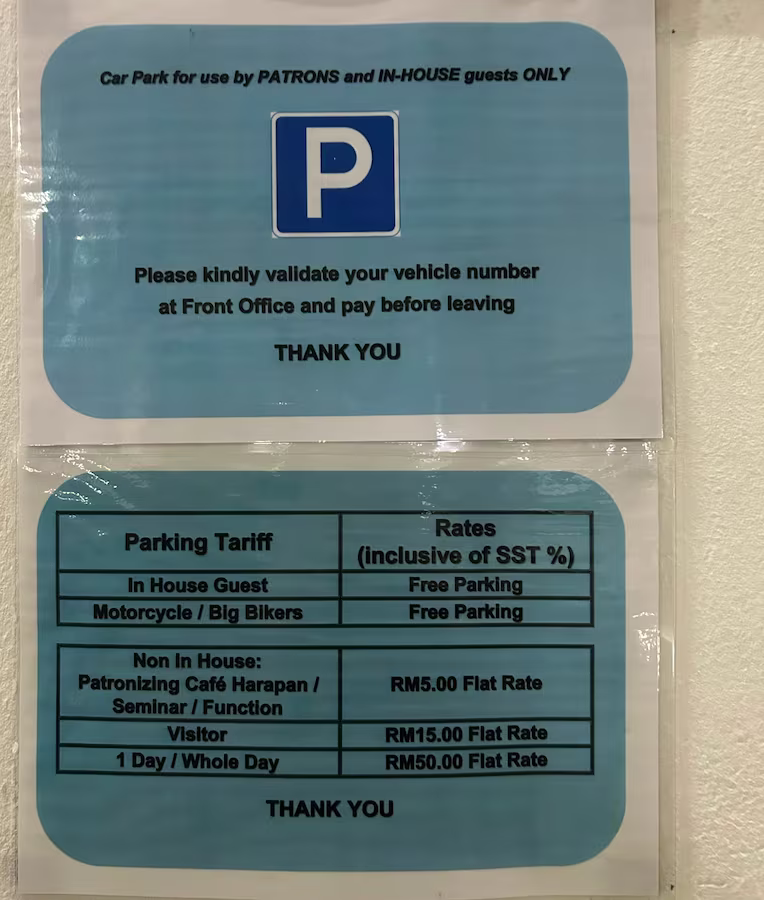 Car Park for use by PATRONS and IN-HOUSE guests ONLY
P
Please kindly validate your vehicle number
at Front Office and pay before leaving
THANK YOU
Parking Tariff
Rates
(inclusive of SST %)
In House Guest
Free Parking
Motorcycle / Big Bikers
Free Parking
Non In House:
Patronizing Café Harapan /
Seminar / Function
RM5.00 Flat Rate
Visitor
RM15.00 Flat Rate
1 Day / Whole Day
RM50.00 Flat Rate
THANK YOU